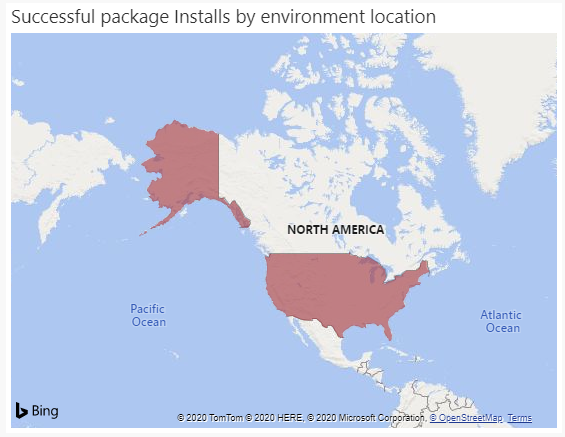 Successful package Installs by environment location
NORTH AMERICA
Pacific
Ocean
Atlantic
Ocean
Bing
© 2020 TomTom © 2020 HERE, © 2020 Microsoft Corporation, © OpenStreetMap Terms